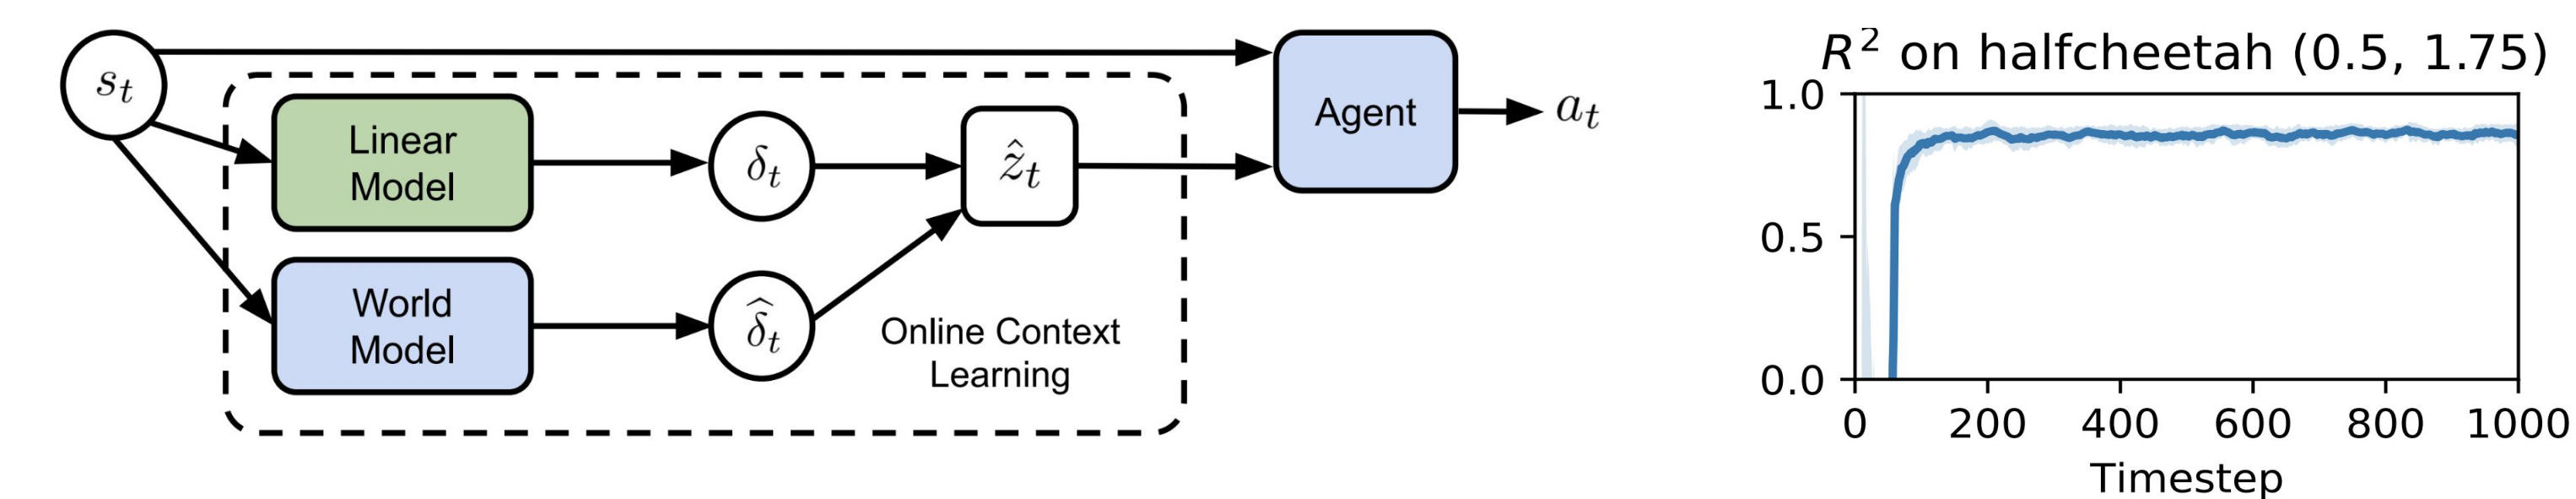 s_t
Linear
Model
δ_t
ẑ_t
Agent
a_t
World
Model
δ̂_t
Online Context
Learning
R² on halfcheetah (0.5, 1.75)
1.0
0.5
0.0
0 200 400 600 800 1000
Timestep